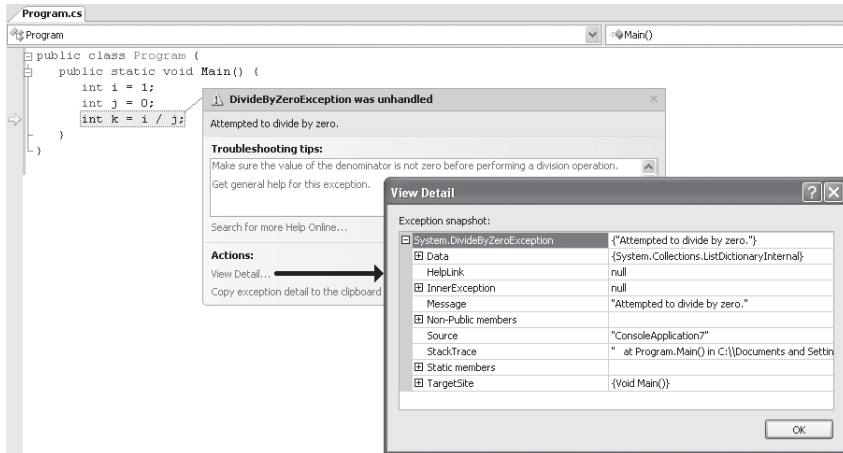 Program.cs
Program
Main()
public class Program {
public static void Main() {
int i = 1;
int j = 0;
int k = i / j;
}
}
DivideByZeroException was unhandled
Attempted to divide by zero.
Troubleshooting tips:
Make sure the value of the denominator is not zero before performing a division operation.
Get general help for this exception.
Search for more Help Online...
Actions:
View Detail...
Copy exception detail to the clipboard
View Detail
Exception snapshot:
System.DivideByZeroException {"Attempted to divide by zero."}
Data {System.Collections.ListDictionaryInternal}
HelpLink null
InnerException null
Message "Attempted to divide by zero."
Non-Public members
Source "ConsoleApplication7"
StackTrace " at Program.Main() in C:\\Documents and Settin
Static members
TargetSite {Void Main()}
OK